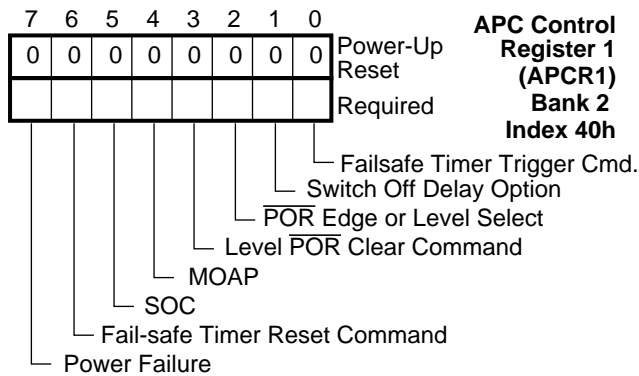 7 6 5 4 3 2 1 0
0 0 0 0 0 0 0 0
Power-Up
Reset
Required
APC Control
Register 1
(APCR1)
Bank 2
Index 40h
Failsafe Timer Trigger Cmd.
Switch Off Delay Option
POR Edge or Level Select
Level POR Clear Command
MOAP
SOC
Fail-safe Timer Reset Command
Power Failure